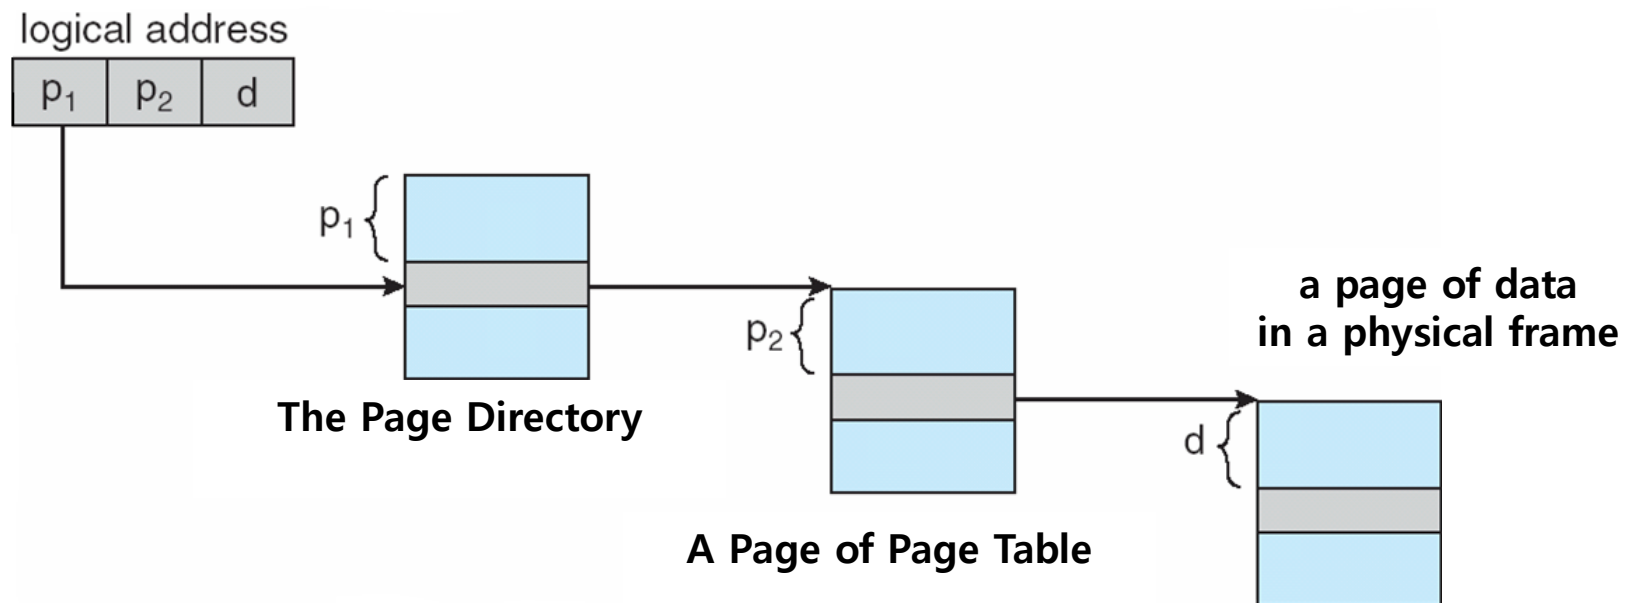 logical address
p₁ p₂ d
p₁
The Page Directory
p₂
A Page of Page Table
a page of data
in a physical frame
d